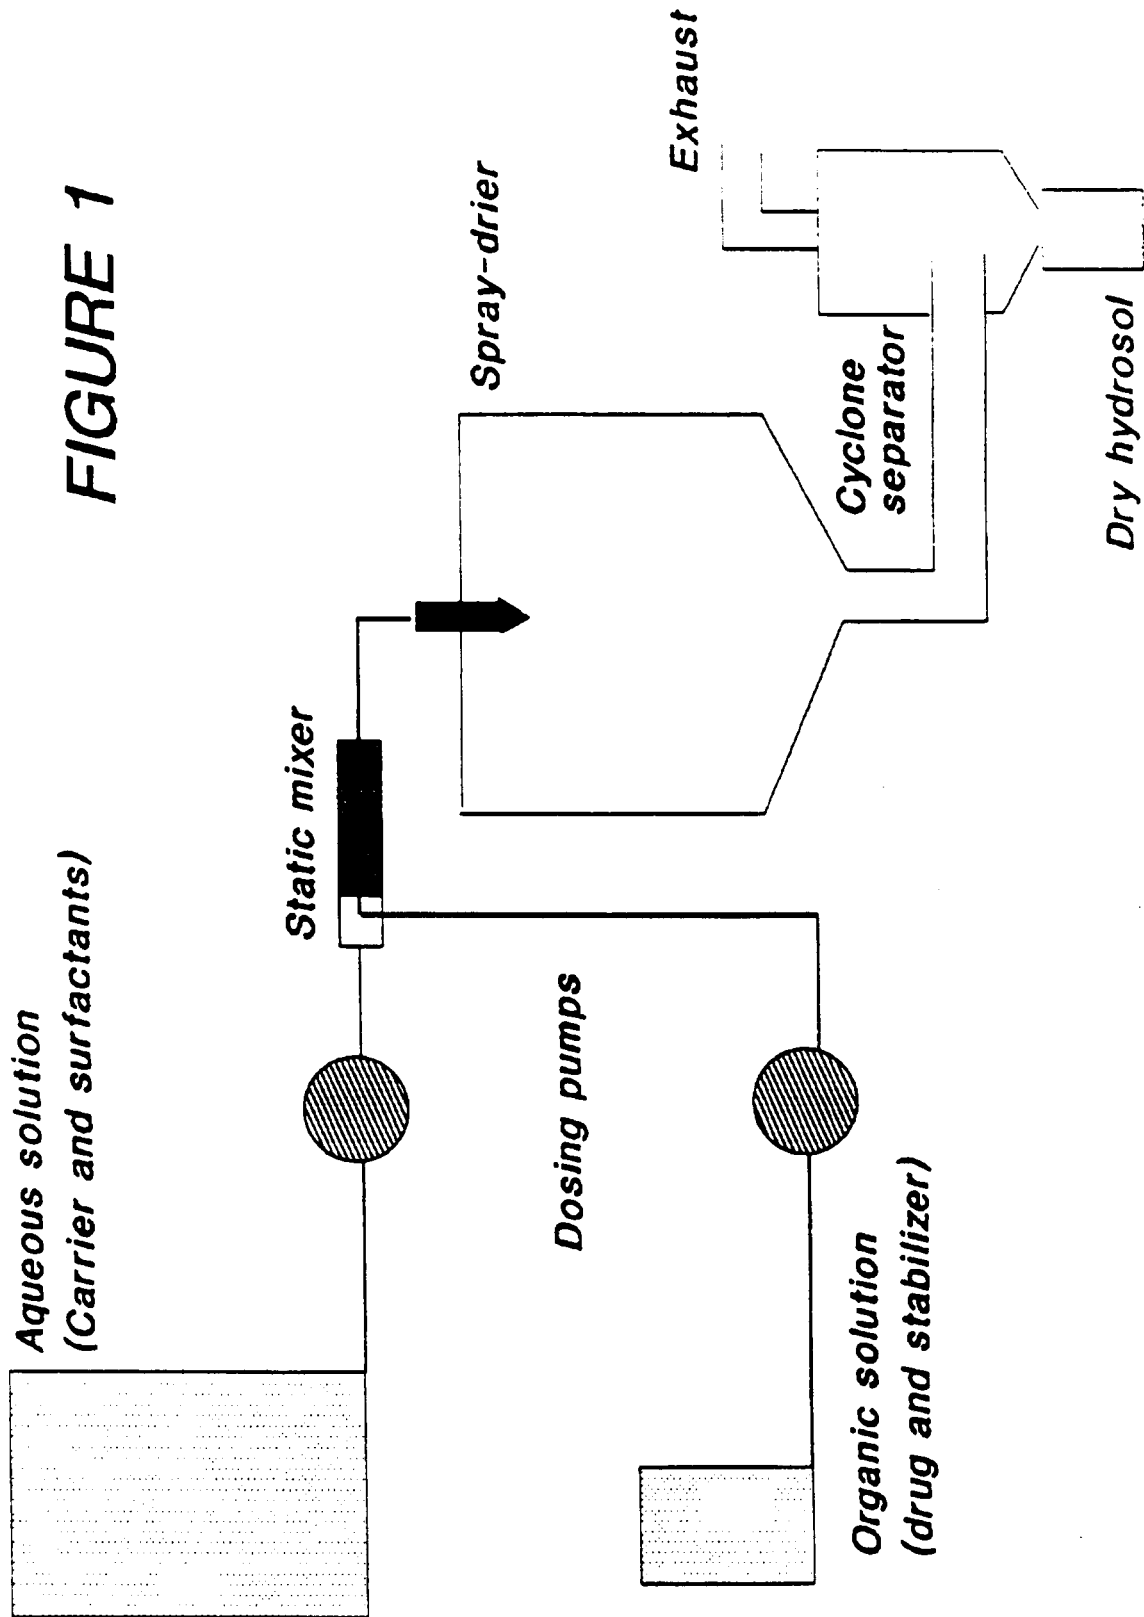 FIGURE 1
Aqueous solution
(Carrier and surfactants)
Static mixer
Spray-drier
Exhaust
Dosing pumps
Cyclone
separator
Organic solution
(drug and stabilizer)
Dry hydrosol